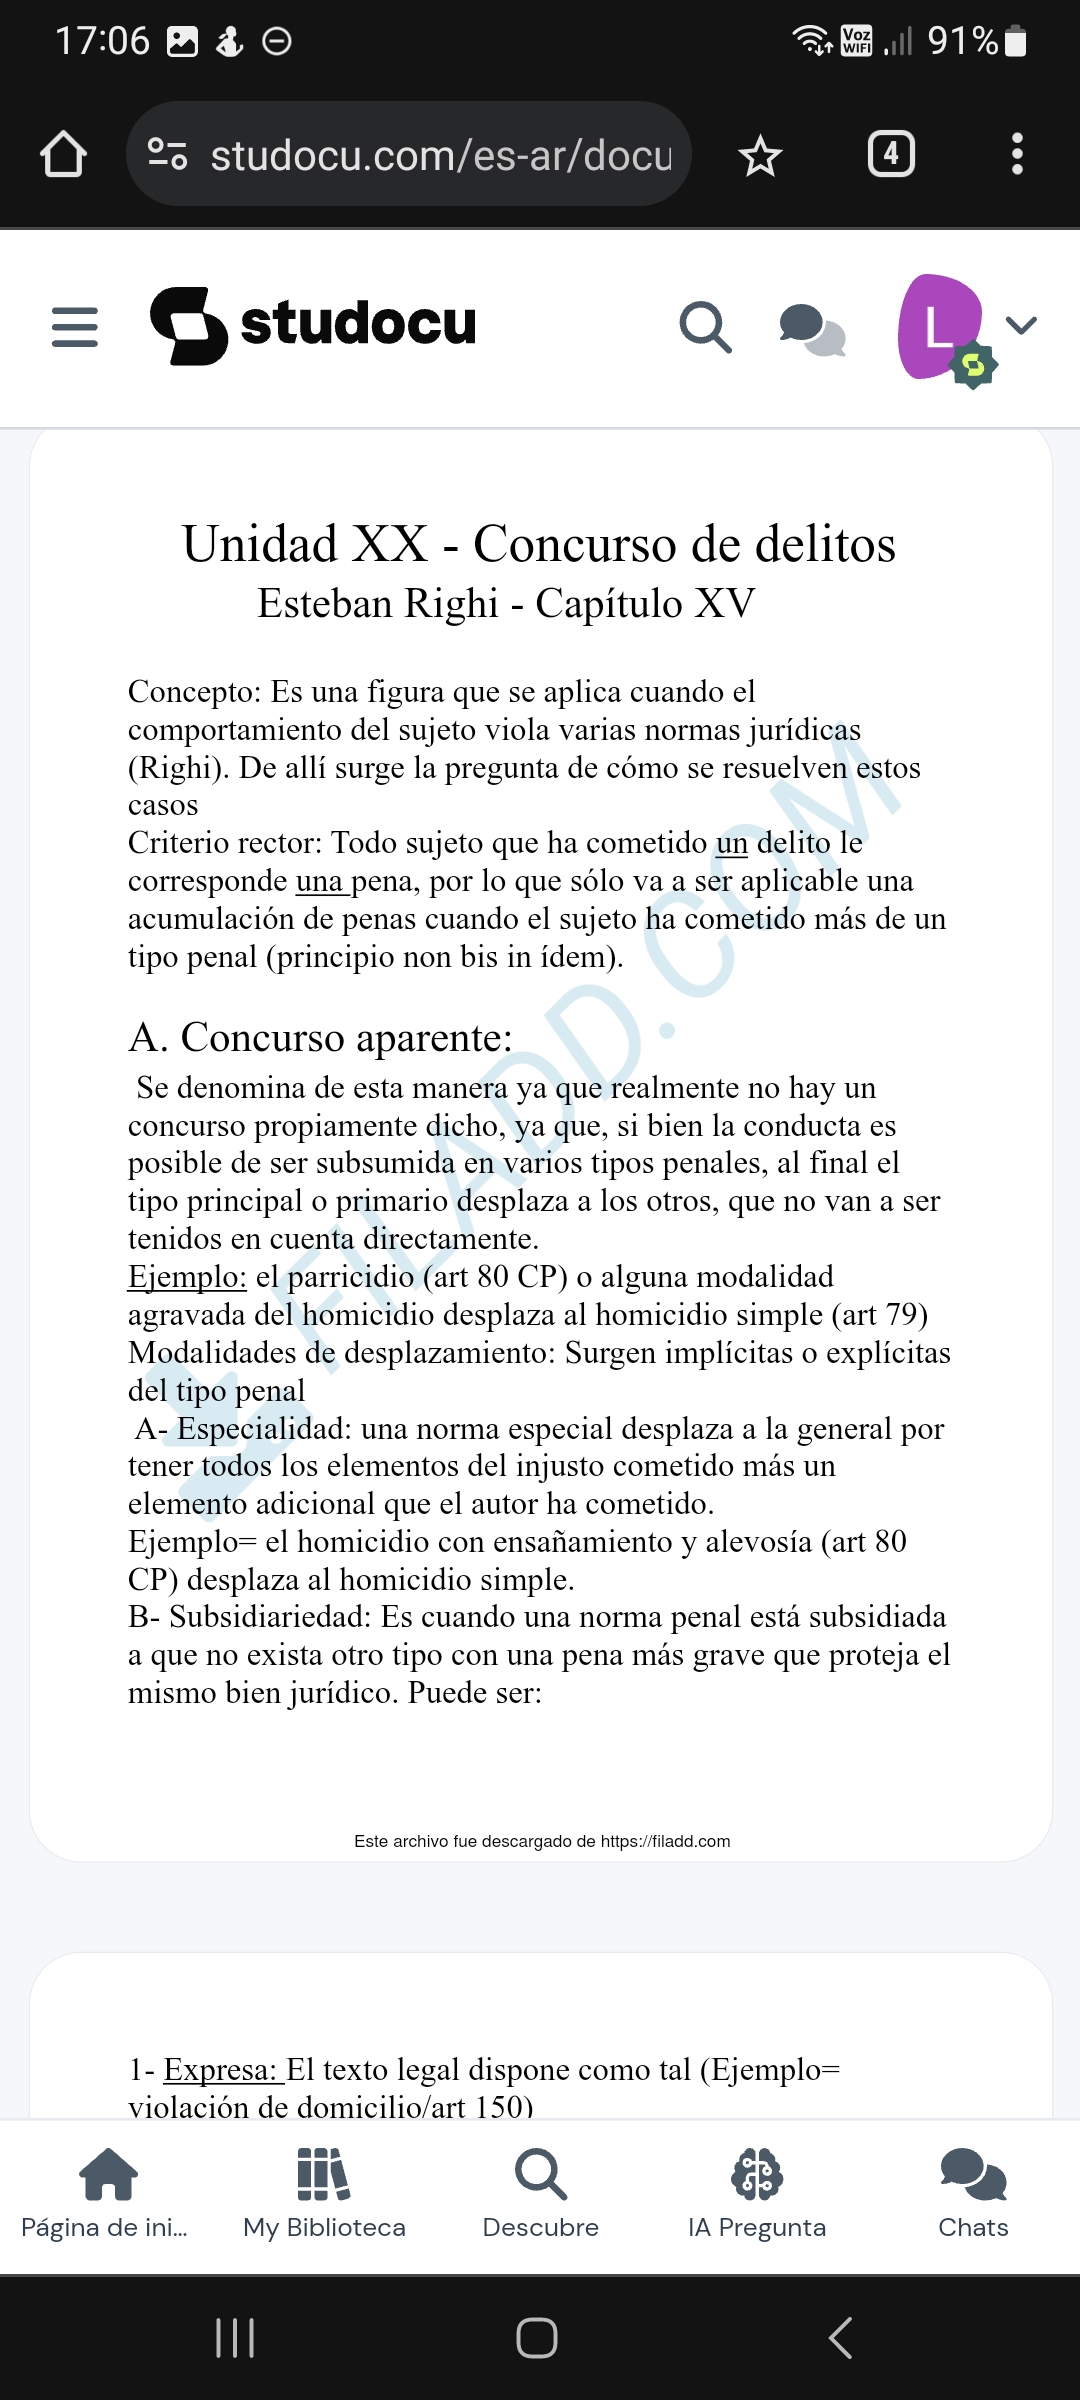 17:06
Voz
WIFI
91%
studocu.com/es-ar/docu
4
studocu
L
Unidad XX - Concurso de delitos
Esteban Righi - Capítulo XV
Concepto: Es una figura que se aplica cuando el
comportamiento del sujeto viola varias normas jurídicas
(Righi). De allí surge la pregunta de cómo se resuelven estos
casos
Criterio rector: Todo sujeto que ha cometido un delito le
corresponde una pena, por lo que sólo va a ser aplicable una
acumulación de penas cuando el sujeto ha cometido más de un
tipo penal (principio non bis in ídem).
A. Concurso aparente:
Se denomina de esta manera ya que realmente no hay un
concurso propiamente dicho, ya que, si bien la conducta es
posible de ser subsumida en varios tipos penales, al final el
tipo principal o primario desplaza a los otros, que no van a ser
tenidos en cuenta directamente.
Ejemplo: el parricidio (art 80 CP) o alguna modalidad
agravada del homicidio desplaza al homicidio simple (art 79)
Modalidades de desplazamiento: Surgen implícitas o explícitas
del tipo penal
A- Especialidad: una norma especial desplaza a la general por
tener todos los elementos del injusto cometido más un
elemento adicional que el autor ha cometido.
Ejemplo= el homicidio con ensañamiento y alevosía (art 80
CP) desplaza al homicidio simple.
B- Subsidiariedad: Es cuando una norma penal está subsidiada
a que no exista otro tipo con una pena más grave que proteja el
mismo bien jurídico. Puede ser:
FILADD.COM
Este archivo fue descargado de https://filadd.com
1- Expresa: El texto legal dispone como tal (Ejemplo=
violación de domicilio/art 150)
Página de ini...
My Biblioteca
Descubre
IA Pregunta
Chats